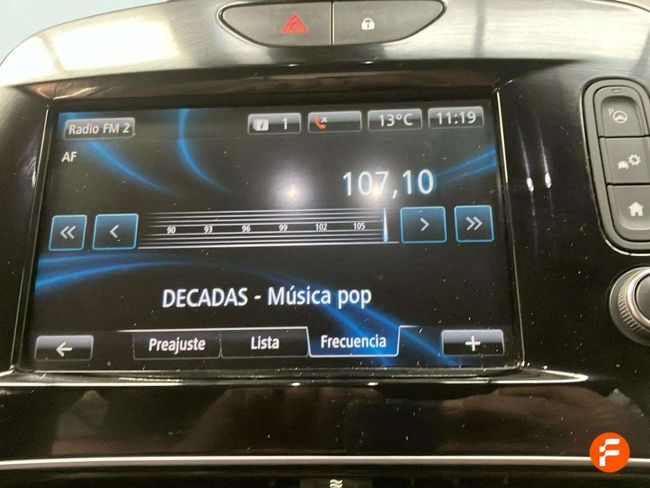 Radio FM 2
1
13°C
11:19
AF
107,10
90 93 96 99 102 105
DECADAS - Música pop
Preajuste
Lista
Frecuencia